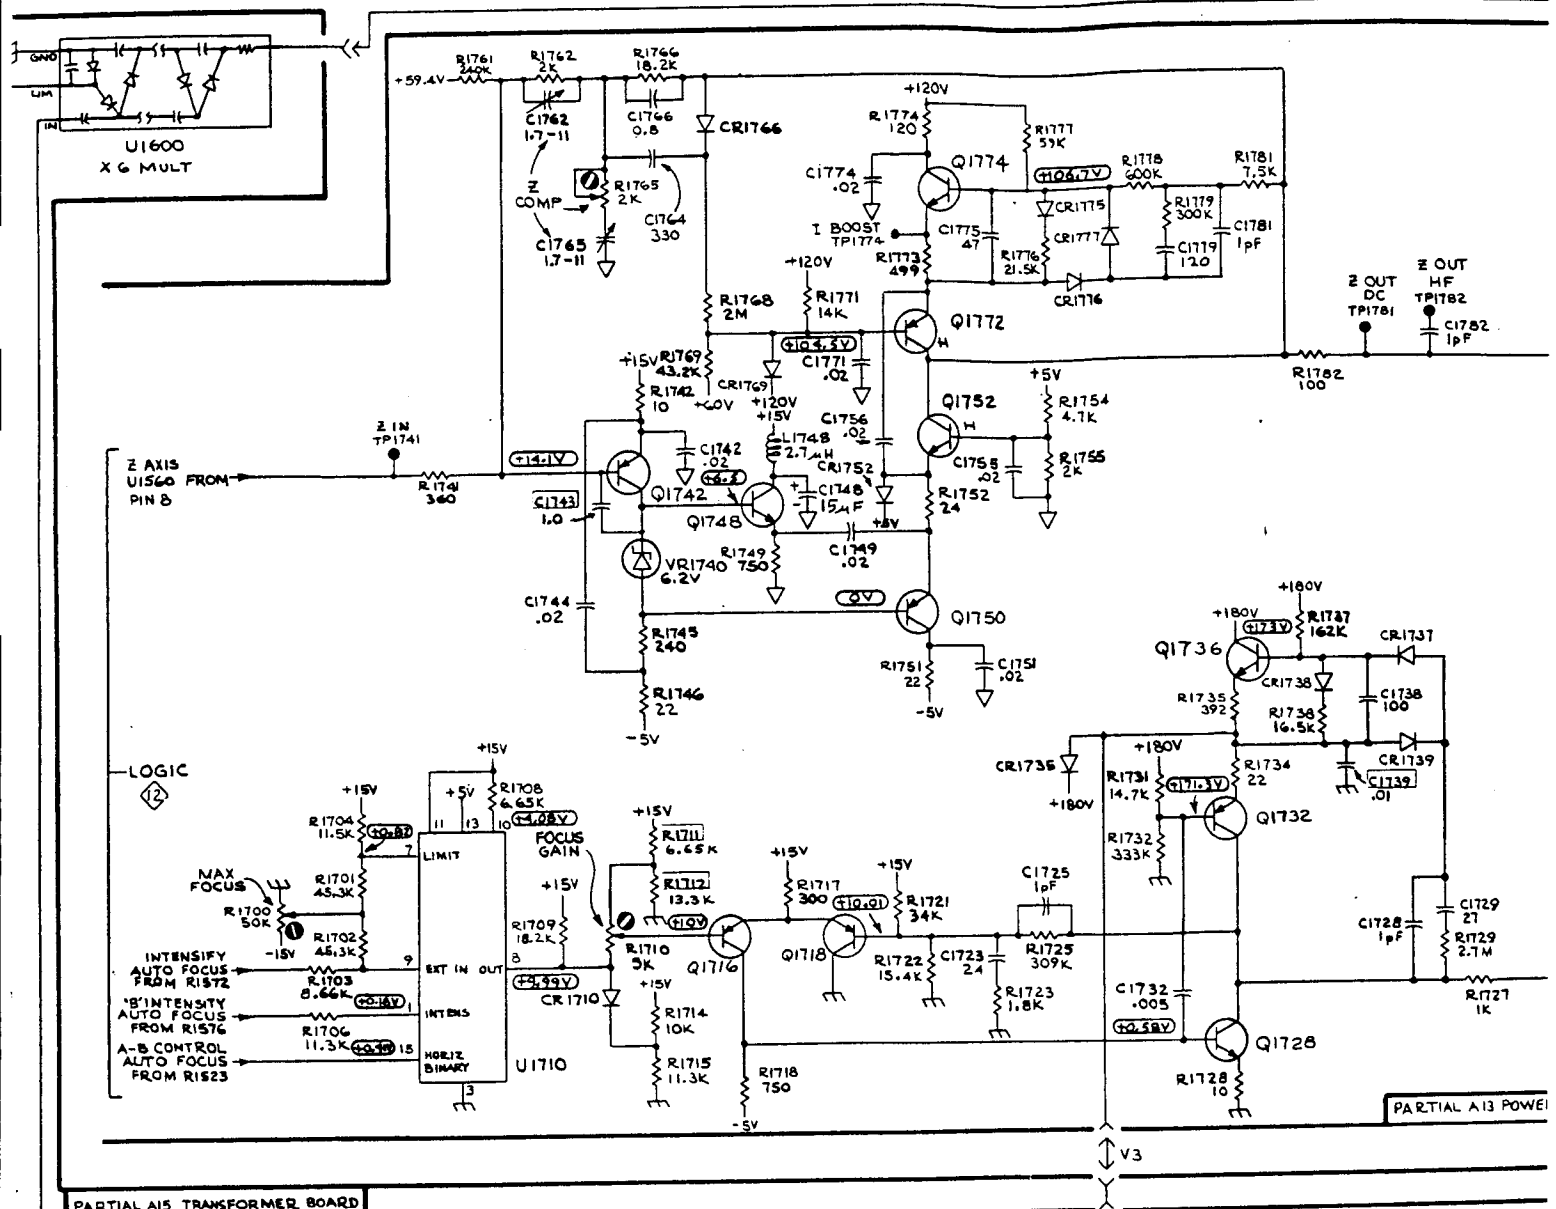 GND
LIM
IN
U1600
X 6 MULT
+59.4V
R1761
240K
R1762
2K
R1766
18.2K
C1762
1.7-11
C1766
0.8
CR1766
Z
COMP
R1765
2K
C1764
330
C1765
1.7-11
+120V
R1774
120
R1777
59K
Q1774
C1774
.02
+106.7V
R1778
600K
R1781
7.5K
CR1775
R1779
300K
C1781
1pF
I BOOST
TP1774
C1775
47
CR1777
R1773
499
R1776
21.5K
C1779
120
CR1776
+120V
R1771
14K
R1768
2M
Q1772
H
Z OUT
DC
TP1781
Z OUT
HF
TP1782
C1782
1pF
R1782
100
+104.5V
C1771
.02
R1769
43.2K
+15V
CR1769
+60V
+120V
R1742
10
+15V
L1748
2.7µH
C1756
.02
Q1752
H
+5V
R1754
4.7K
R1755
2K
C1755
.02
CR1752
R1752
24
+5V
Z IN
TP1741
Z AXIS
U1560 FROM
PIN 8
R1741
360
+14.1V
C1742
.02
Q1742
+6.5
C1743
1.0
Q1748
+
-
C1748
15µF
R1749
750
C1749
.02
VR1740
6.2V
C1744
.02
0V
Q1750
R1745
240
R1751
22
C1751
.02
-5V
R1746
22
-5V
+180V
+180V
+173V
R1737
162K
CR1737
Q1736
CR1738
R1735
392
R1738
16.5K
C1738
100
CR1735
+180V
+180V
R1734
22
CR1739
C1739
.01
R1731
14.7K
+171.3V
Q1732
R1732
333K
LOGIC
12
+15V
R1708
6.65K
+15V
+5V
R1704
11.5K
+0.82
11
13
10
+4.08V
7
LIMIT
FOCUS
GAIN
+15V
R1711
6.65K
R1712
13.3K
MAX
FOCUS
R1701
45.3K
R1700
50K
-15V
R1702
45.3K
+15V
R1709
18.2K
+10V
+15V
R1717
300
+15V
+10.01
R1721
34K
C1725
1pF
INTENSIFY
AUTO FOCUS
FROM R1572
R1703
8.66K
9
EXT IN OUT
8
R1710
5K
Q1716
Q1718
R1722
15.4K
C1723
24
R1725
309K
C1728
1pF
C1729
27
R1729
2.7M
R1727
1K
'B' INTENSITY
AUTO FOCUS
FROM R1576
+0.16V
1
INTENS
+9.99V
CR1710
+15V
R1714
10K
R1723
1.8K
C1732
.005
+0.58V
R1706
11.3K
A-B CONTROL
AUTO FOCUS
FROM R1523
15
HORIZ
BINARY
U1710
3
R1715
11.3K
R1718
750
-5V
Q1728
R1728
10
V3
PARTIAL A13 POWE
PARTIAL A15 TRANSFORMER BOARD